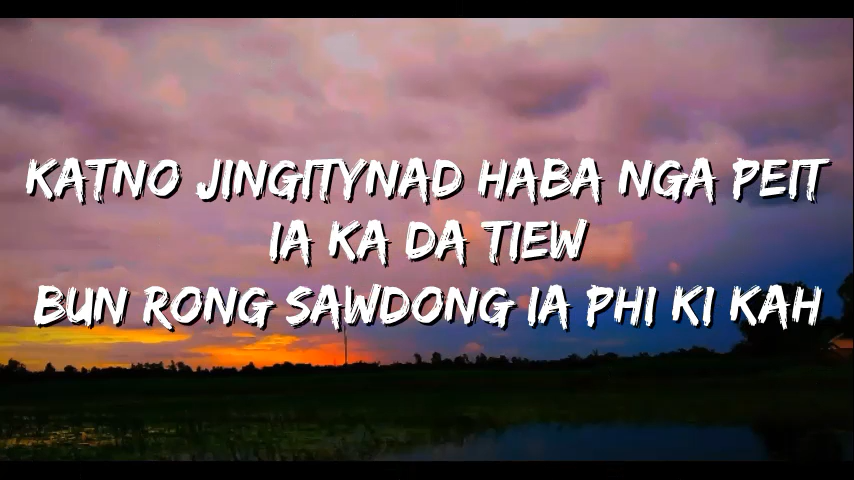 KATNO JINGITYNAD HABA NGA PEIT
IA KA DA TIEW
BUN RONG SAWDONG IA PHI KI KAH